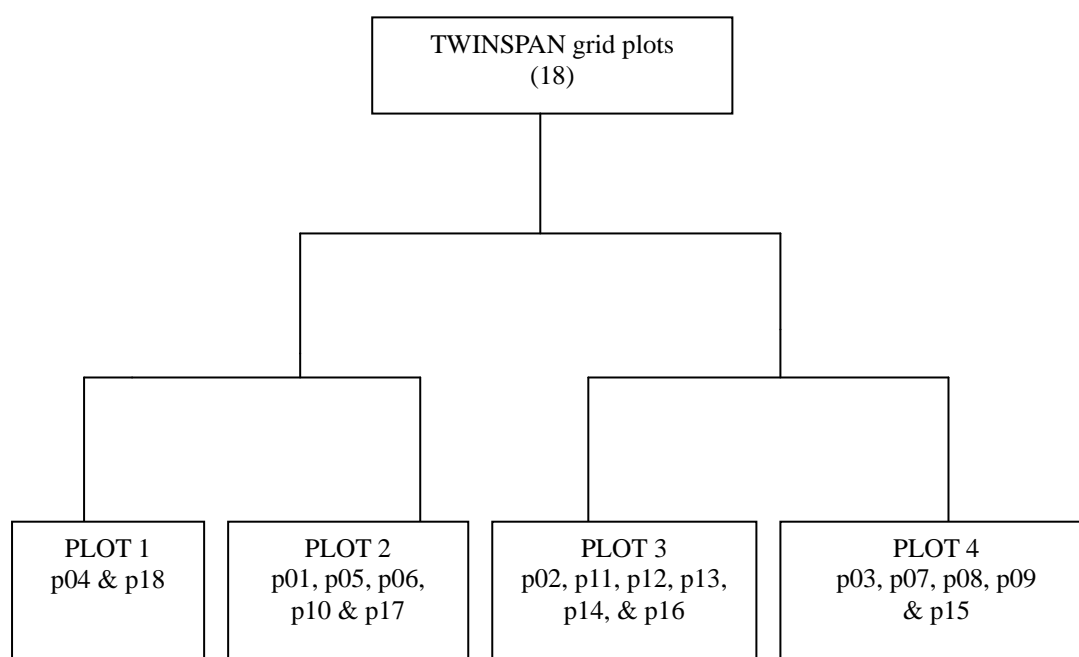 TWINSPAN grid plots
(18)
PLOT 1
p04 & p18
PLOT 2
p01, p05, p06,
p10 & p17
PLOT 3
p02, p11, p12, p13,
p14, & p16
PLOT 4
p03, p07, p08, p09
& p15